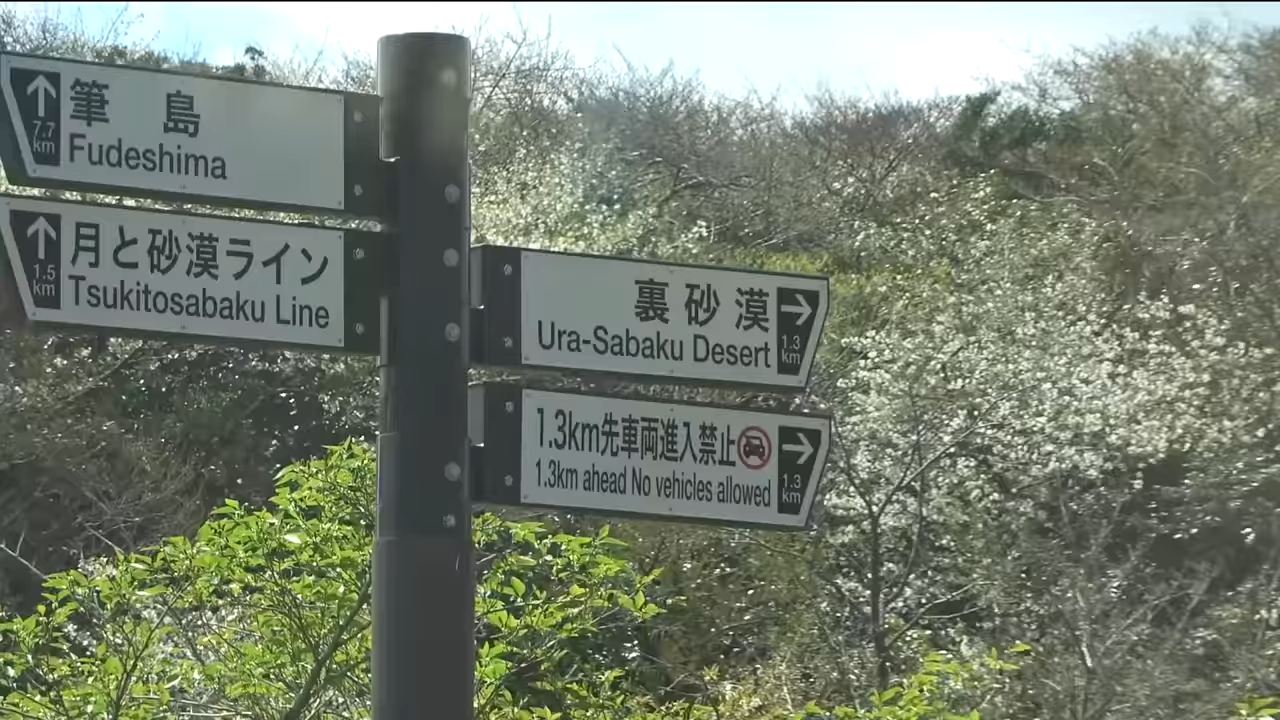 筆島
Fudeshima
7.7
km
月と砂漠ライン
Tsukitosabaku Line
1.5
km
裏砂漠
Ura-Sabaku Desert
1.3
km
1.3km先車両進入禁止
1.3km ahead No vehicles allowed
1.3
km